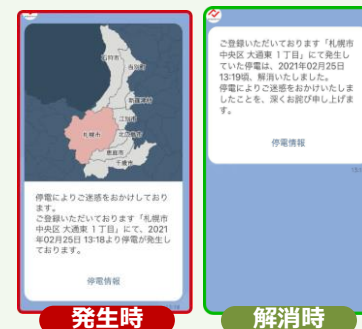 石狩市
当別町
新篠津村
江別市
札幌市
北広島市
恵庭市
千歳市
停電によりご迷惑をおかけしており
ます。
ご登録いただいております「札幌市
中央区 大通東 1丁目」にて、2021
年02月25日 13:18より停電が発生し
ております。
停電情報
発生時
ご登録いただいております「札幌市
中央区 大通東 1丁目」にて発生し
ていた停電は、2021年02月25日
13:19頃、解消いたしました。
停電によりご迷惑をおかけいたしま
したことを、深くお詫び申し上げま
す。
停電情報
解消時